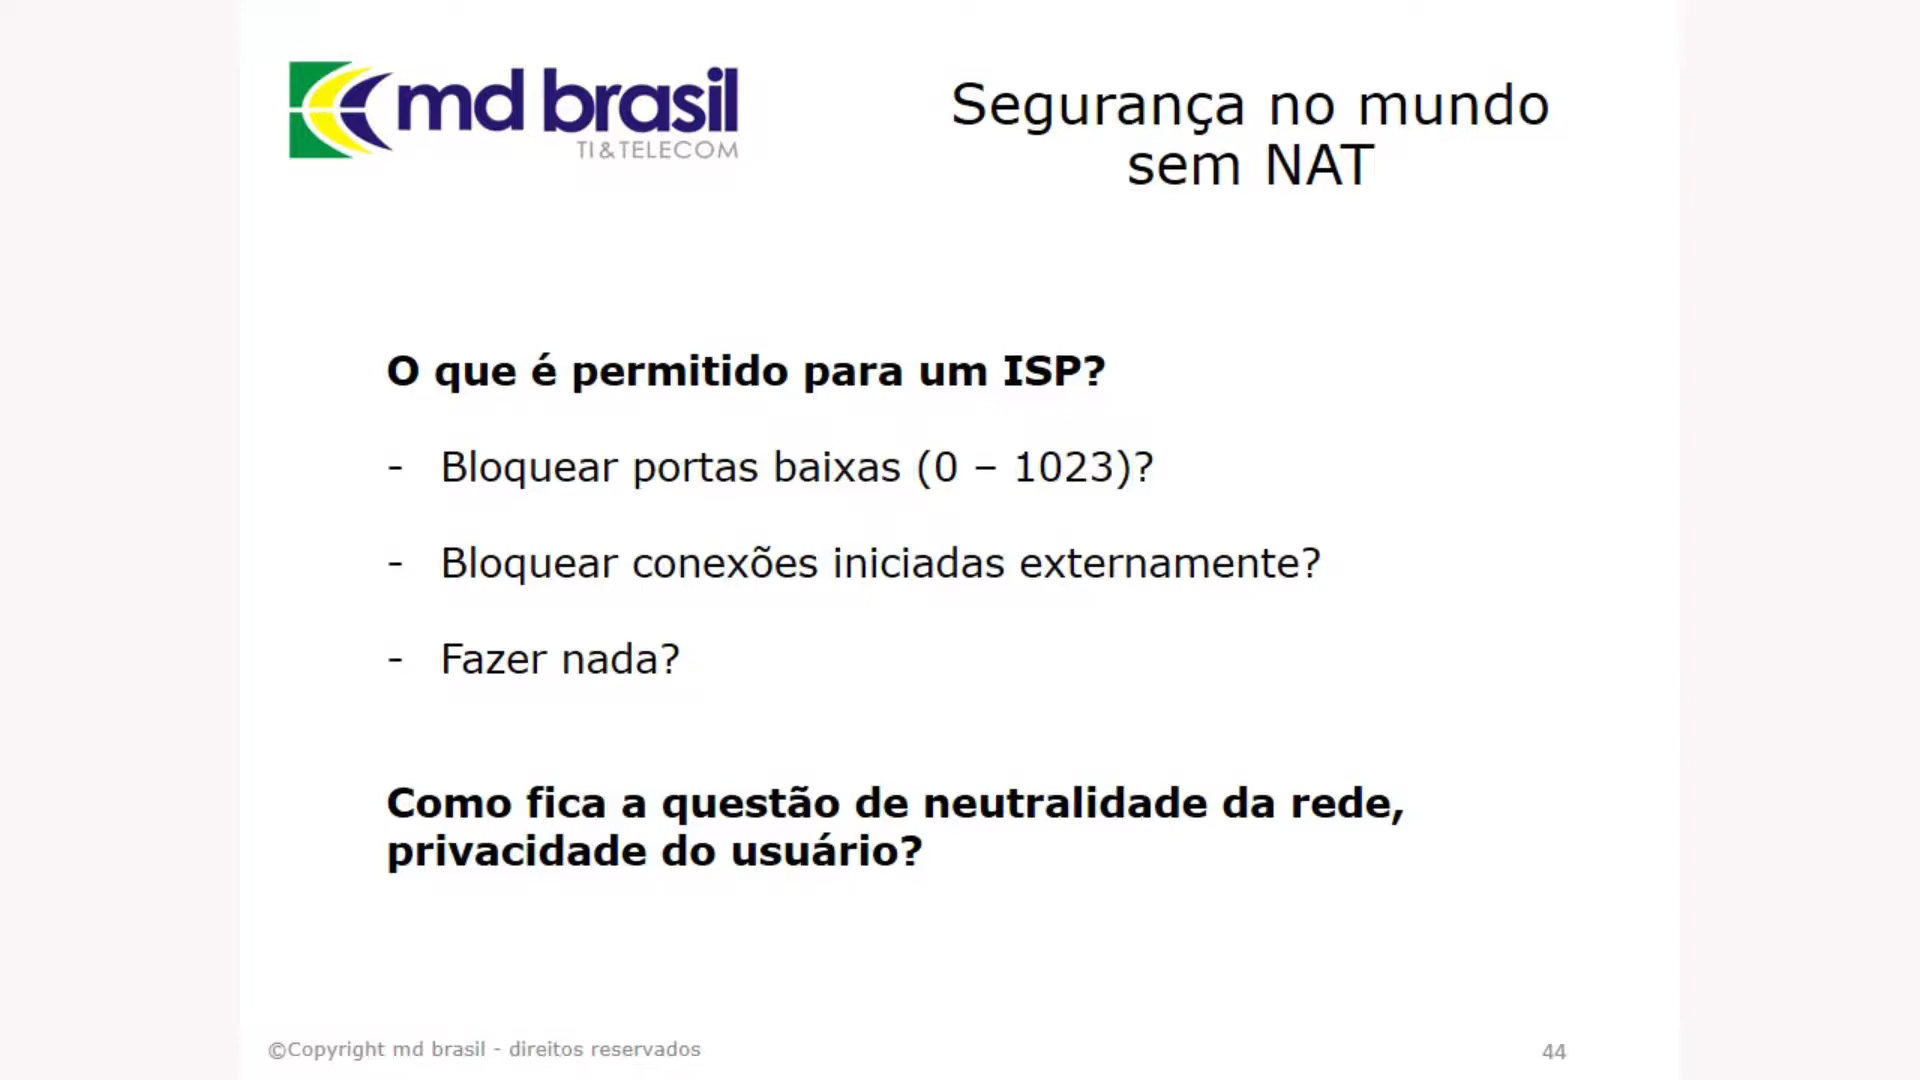 md brasil
TI & TELECOM
Segurança no mundo
sem NAT
O que é permitido para um ISP?
- Bloquear portas baixas (0 – 1023)?
- Bloquear conexões iniciadas externamente?
- Fazer nada?
Como fica a questão de neutralidade da rede,
privacidade do usuário?
©Copyright md brasil - direitos reservados
44